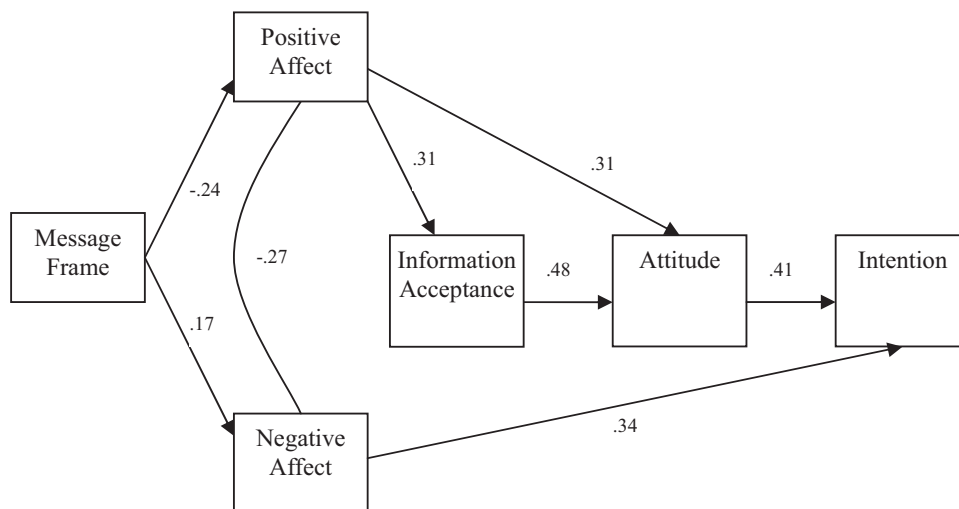 Positive
Affect
.31
.31
-.24
Message
Frame
-.27
Information
Acceptance
.48
Attitude
.41
Intention
.17
Negative
Affect
.34